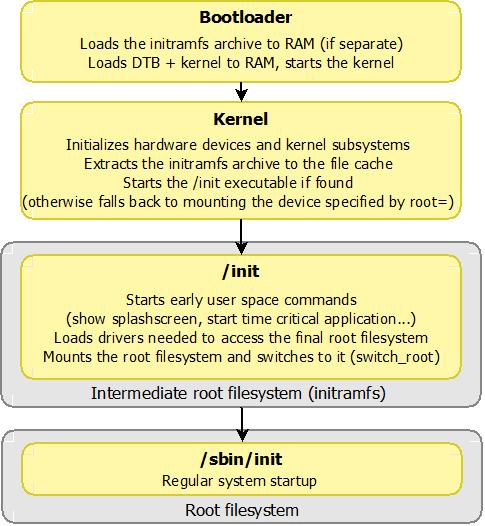 Bootloader
Loads the initramfs archive to RAM (if separate)
Loads DTB + kernel to RAM, starts the kernel
Kernel
Initializes hardware devices and kernel subsystems
Extracts the initramfs archive to the file cache
Starts the /init executable if found
(otherwise falls back to mounting the device specified by root=)
/init
Starts early user space commands
(show splashscreen, start time critical application...)
Loads drivers needed to access the final root filesystem
Mounts the root filesystem and switches to it (switch_root)
Intermediate root filesystem (initramfs)
/sbin/init
Regular system startup
Root filesystem